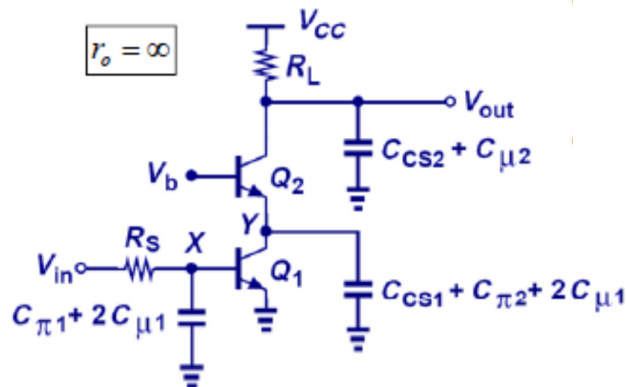 V_CC
r_o = ∞
R_L
V_out
C_CS2 + C_μ2
V_b
Q_2
Y
R_S
X
V_in
Q_1
C_CS1 + C_π2 + 2C_μ1
C_π1 + 2C_μ1